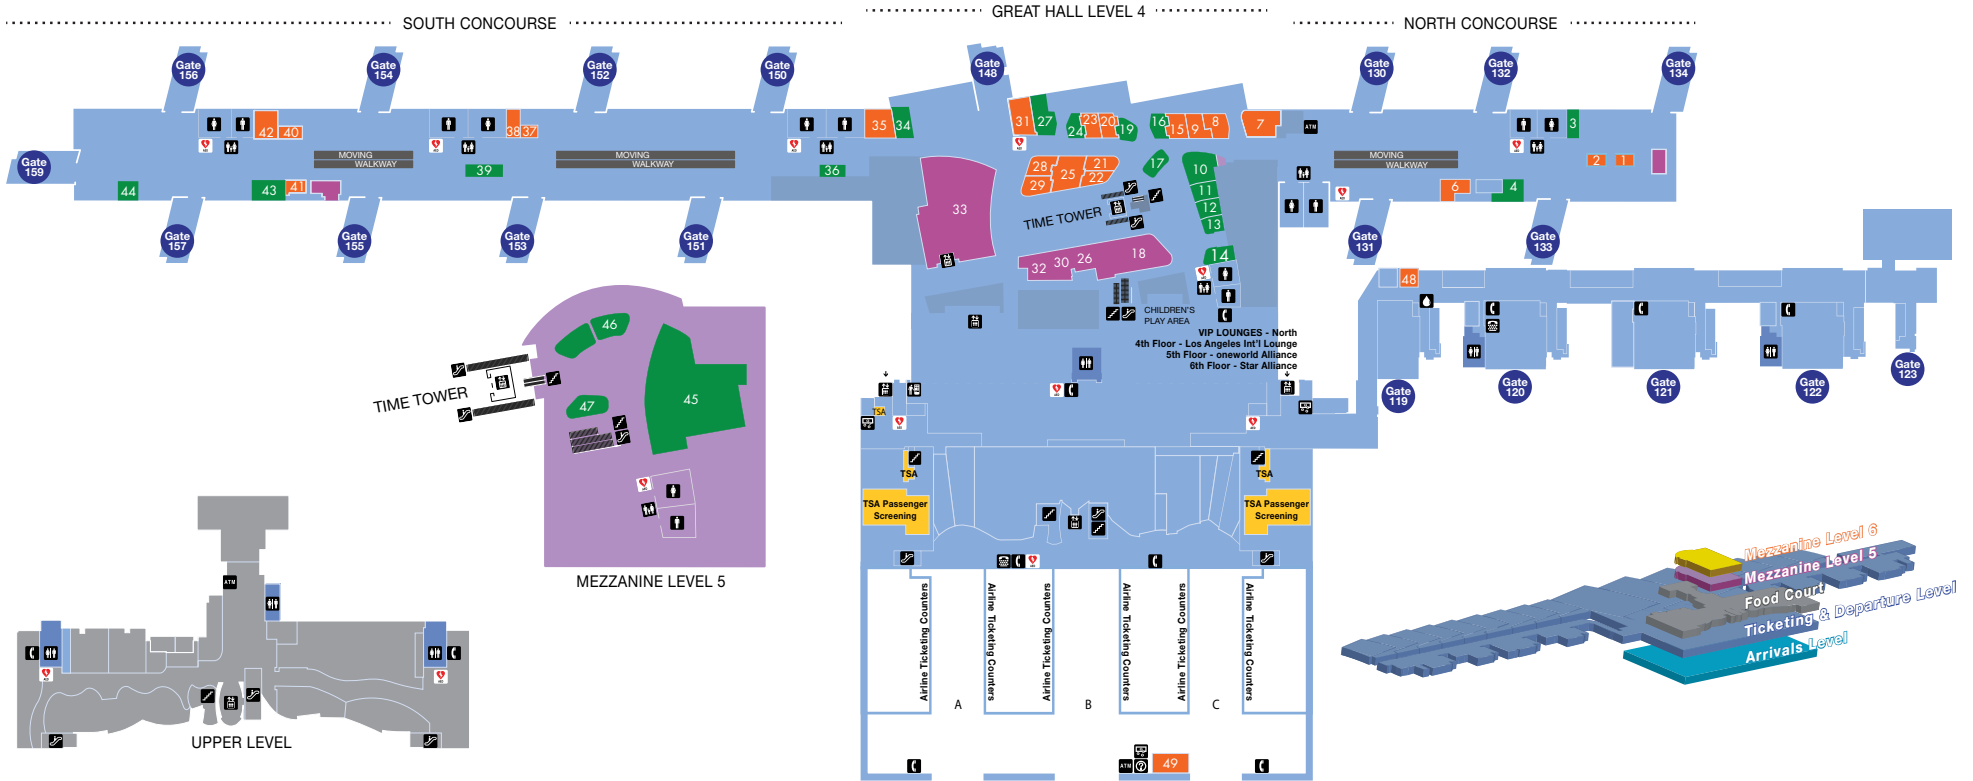 SOUTH CONCOURSE
GREAT HALL LEVEL 4
NORTH CONCOURSE
Gate
156
Gate
154
Gate
152
Gate
150
Gate
148
Gate
130
Gate
132
Gate
134
42
40
38
37
35
34
31
27
24
23
20
19
16
15
9
8
7
ATM
3
MOVING
WALKWAY
MOVING
WALKWAY
MOVING
WALKWAY
Gate
159
44
43
41
39
36
33
28
25
21
29
22
17
10
11
12
13
14
2
1
6
4
TIME TOWER
32
30
26
18
Gate
157
Gate
155
Gate
153
Gate
151
Gate
131
Gate
133
48
CHILDREN'S
PLAY AREA
VIP LOUNGES - North
4th Floor - Los Angeles Int'l Lounge
5th Floor - oneworld Alliance
6th Floor - Star Alliance
Gate
119
Gate
120
Gate
121
Gate
122
Gate
123
46
45
47
TIME TOWER
MEZZANINE LEVEL 5
TSA
TSA
TSA
TSA Passenger
Screening
TSA Passenger
Screening
Airline Ticketing Counters
Airline Ticketing Counters
Airline Ticketing Counters
Airline Ticketing Counters
Airline Ticketing Counters
A
B
C
ATM
49
ATM
UPPER LEVEL
Mezzanine Level 6
Mezzanine Level 5
Food Court
Ticketing & Departure Level
Arrivals Level